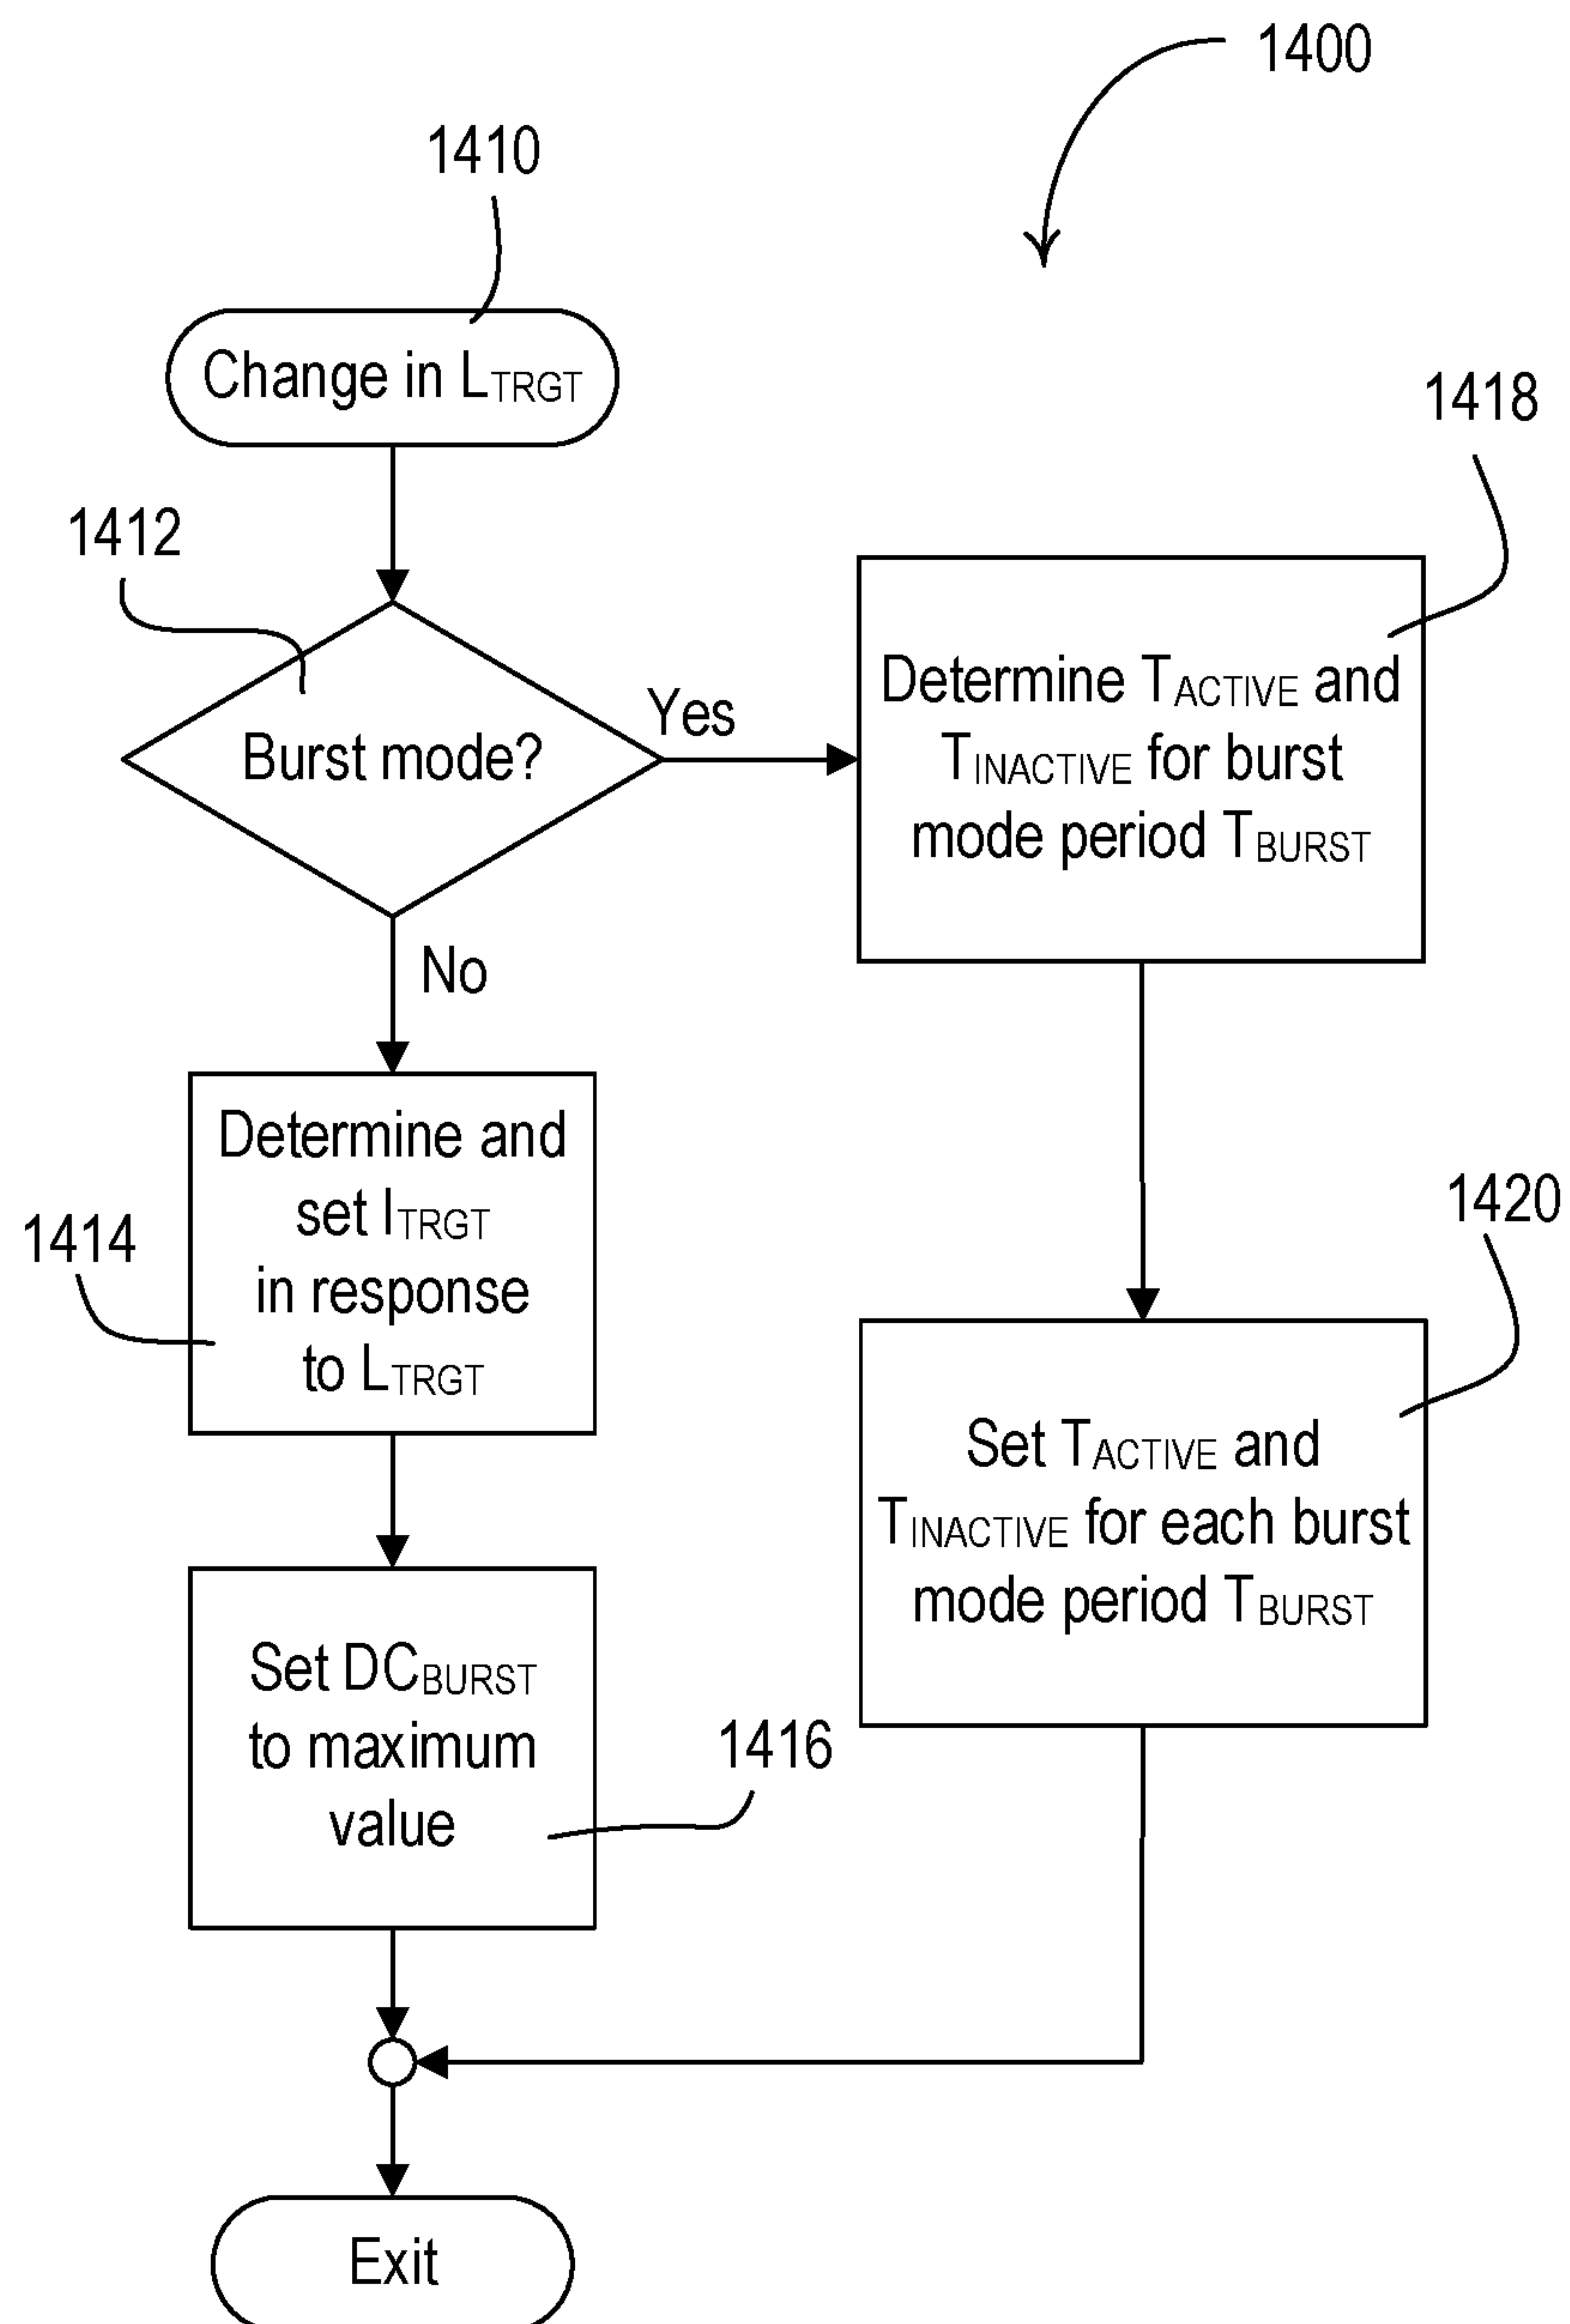 1400
1410
Change in LTRGT
1418
1412
Burst mode?
Yes
Determine TACTIVE and
TINACTIVE for burst
mode period TBURST
No
Determine and
set ITRGT
in response
to LTRGT
1414
1420
Set TACTIVE and
TINACTIVE for each burst
mode period TBURST
Set DCBURST
to maximum
value
1416
Exit